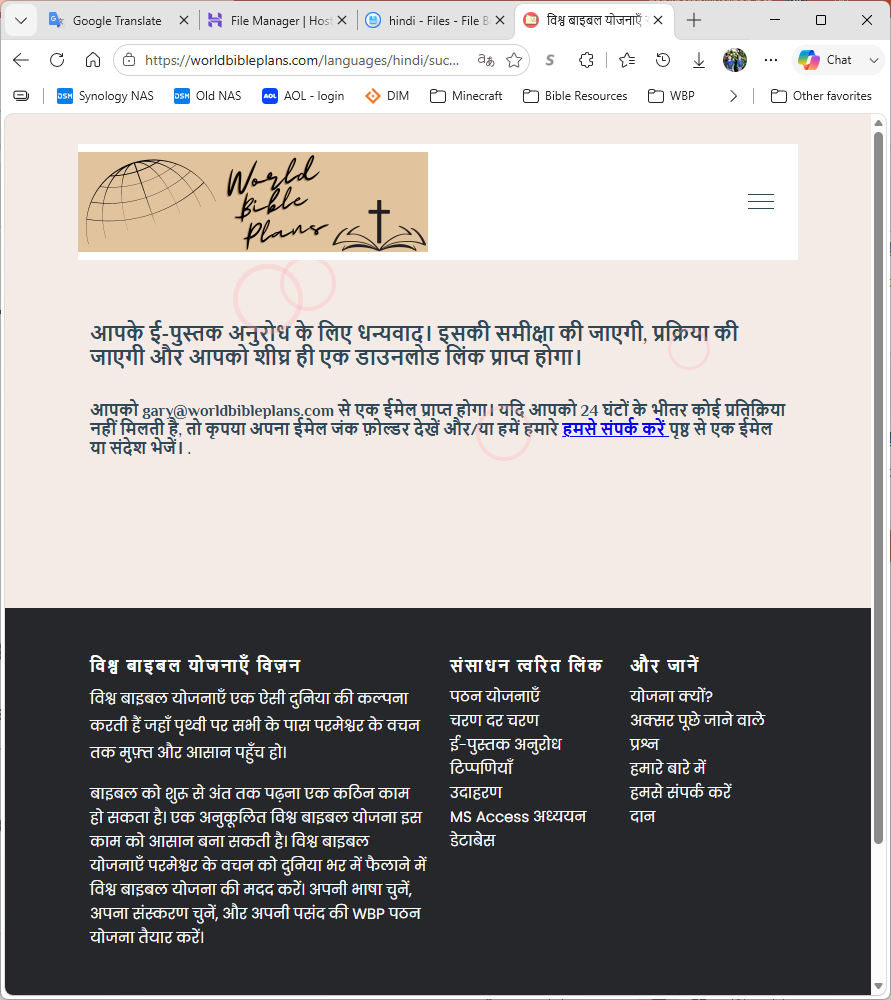 Google Translate
File Manager | Hos
hindi - Files - File B
विश्व बाइबल योजनाएँ
https://worldbibleplans.com/languages/hindi/suc...
Chat
Synology NAS
Old NAS
AOL - login
DIM
Minecraft
Bible Resources
WBP
Other favorites
World
Bible
Plans
आपके ई-पुस्तक अनुरोध के लिए धन्यवाद। इसकी समीक्षा की जाएगी, प्रक्रिया की
जाएगी और आपको शीघ्र ही एक डाउनलोड लिंक प्राप्त होगा।
आपको gary@worldbibleplans.com से एक ईमेल प्राप्त होगा। यदि आपको 24 घंटों के भीतर कोई प्रतिक्रिया
नहीं मिलती है, तो कृपया अपना ईमेल जंक फ़ोल्डर देखें और/या हमें हमारे हमसे संपर्क करें पृष्ठ से एक ईमेल
या संदेश भेजें। .
विश्व बाइबल योजनाएँ विज़न
विश्व बाइबल योजनाएँ एक ऐसी दुनिया की कल्पना
करती हैं जहाँ पृथ्वी पर सभी के पास परमेश्वर के वचन
तक मुफ़्त और आसान पहुँच हो।
बाइबल को शुरू से अंत तक पढ़ना एक कठिन काम
हो सकता है। एक अनुकूलित विश्व बाइबल योजना इस
काम को आसान बना सकती है। विश्व बाइबल
योजनाएँ परमेश्वर के वचन को दुनिया भर में फैलाने में
विश्व बाइबल योजना की मदद करें। अपनी भाषा चुनें,
अपना संस्करण चुनें, और अपनी पसंद की WBP पठन
योजना तैयार करें।
संसाधन त्वरित लिंक
पठन योजनाएँ
चरण दर चरण
ई-पुस्तक अनुरोध
टिप्पणियाँ
उदाहरण
MS Access अध्ययन
डेटाबेस
और जानें
योजना क्यों?
अक्सर पूछे जाने वाले
प्रश्न
हमारे बारे में
हमसे संपर्क करें
दान